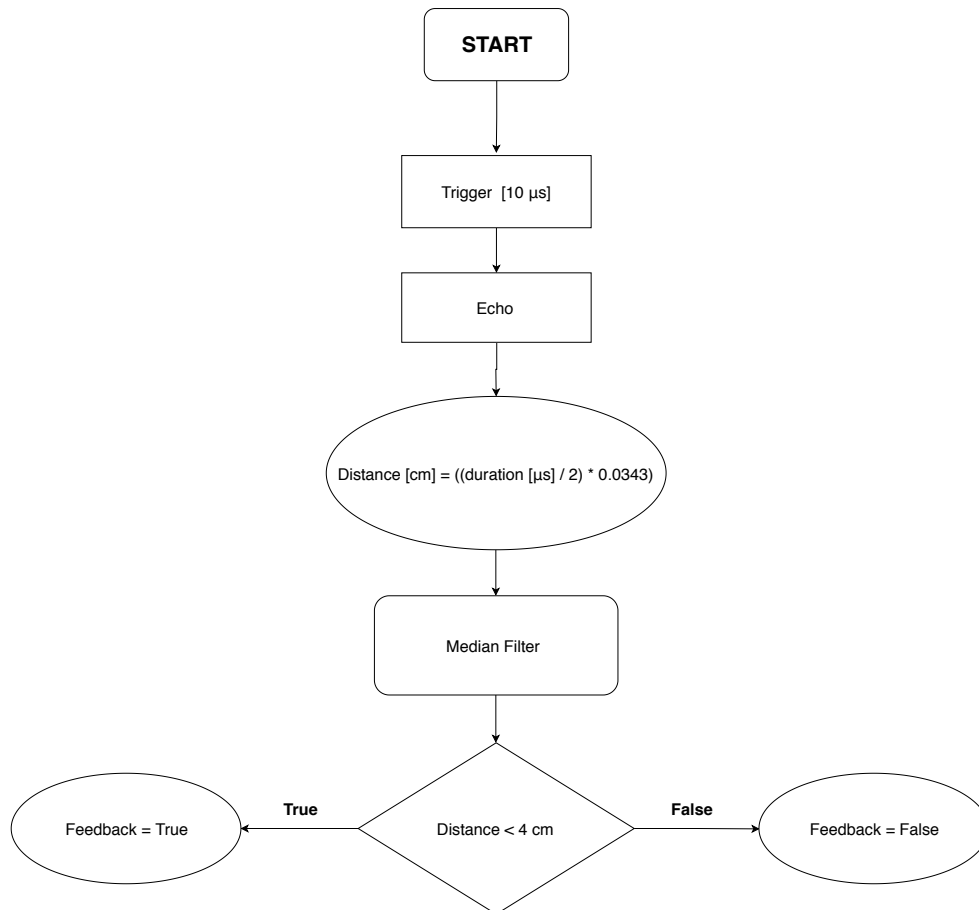 START
Trigger  [10 µs]
Echo
Distance [cm] = ((duration [µs] / 2) * 0.0343)
Median Filter
True
False
Feedback = True
Distance < 4 cm
Feedback = False